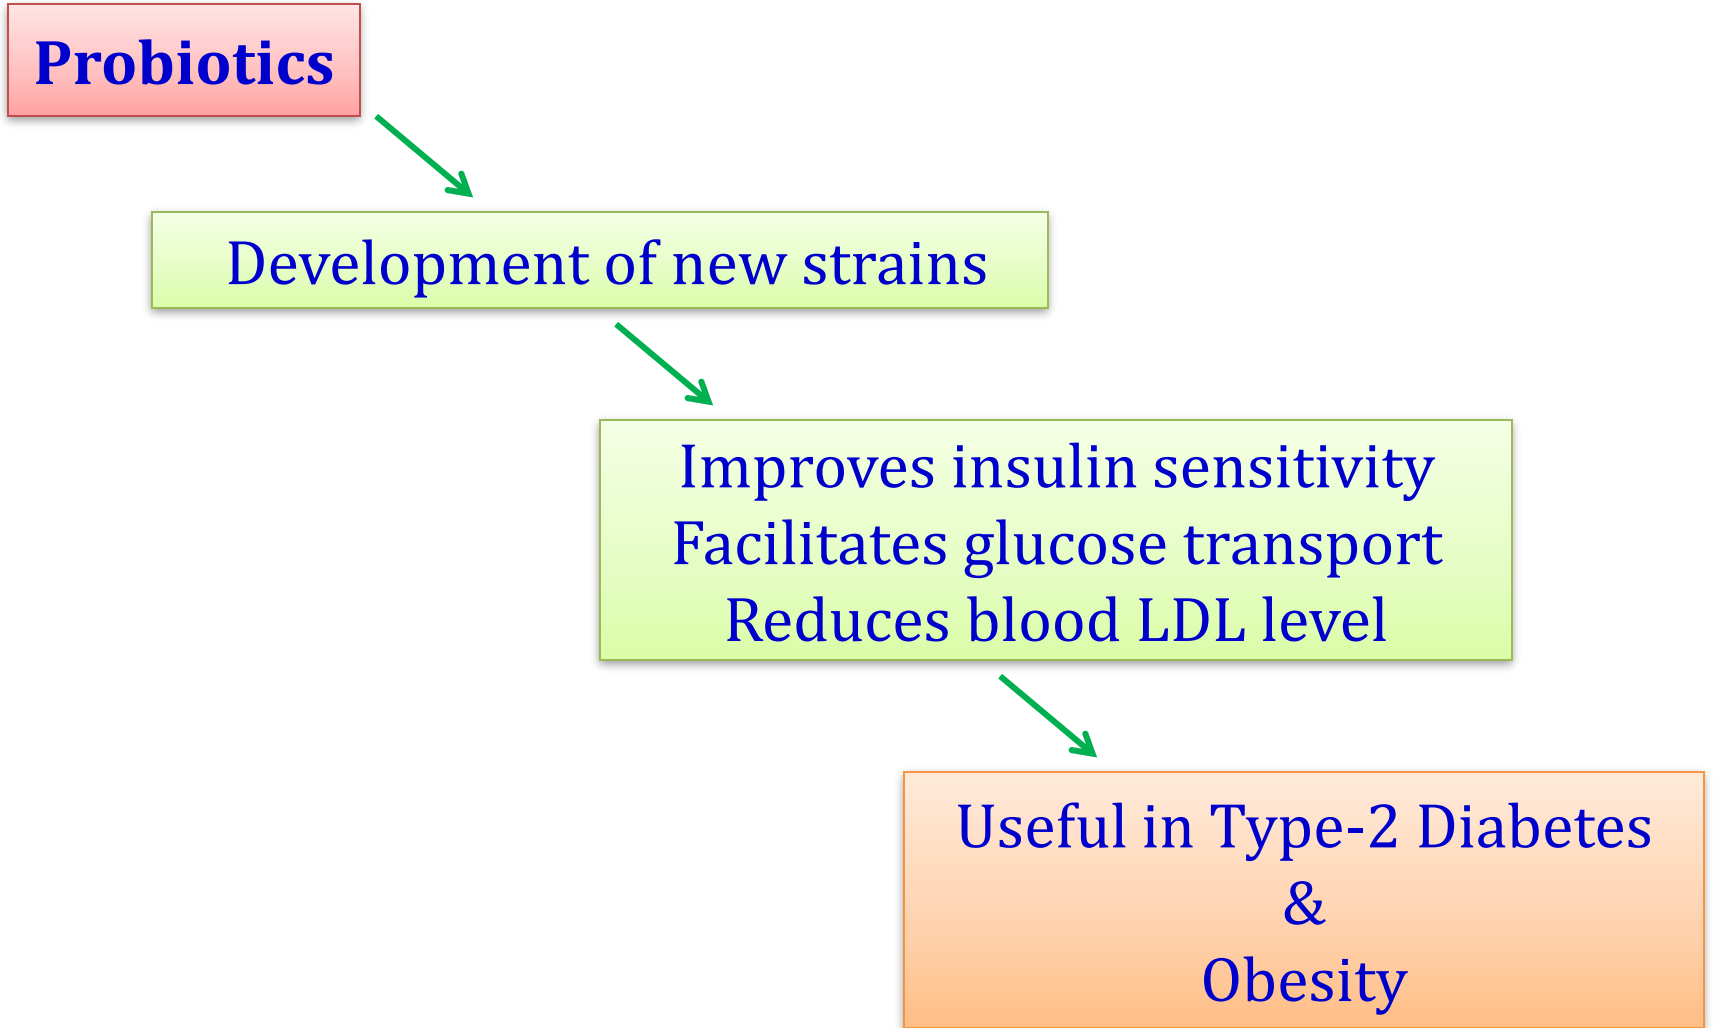 Probiotics
Development of new strains
Improves insulin sensitivity
Facilitates glucose transport
Reduces blood LDL level
Useful in Type-2 Diabetes
&
Obesity